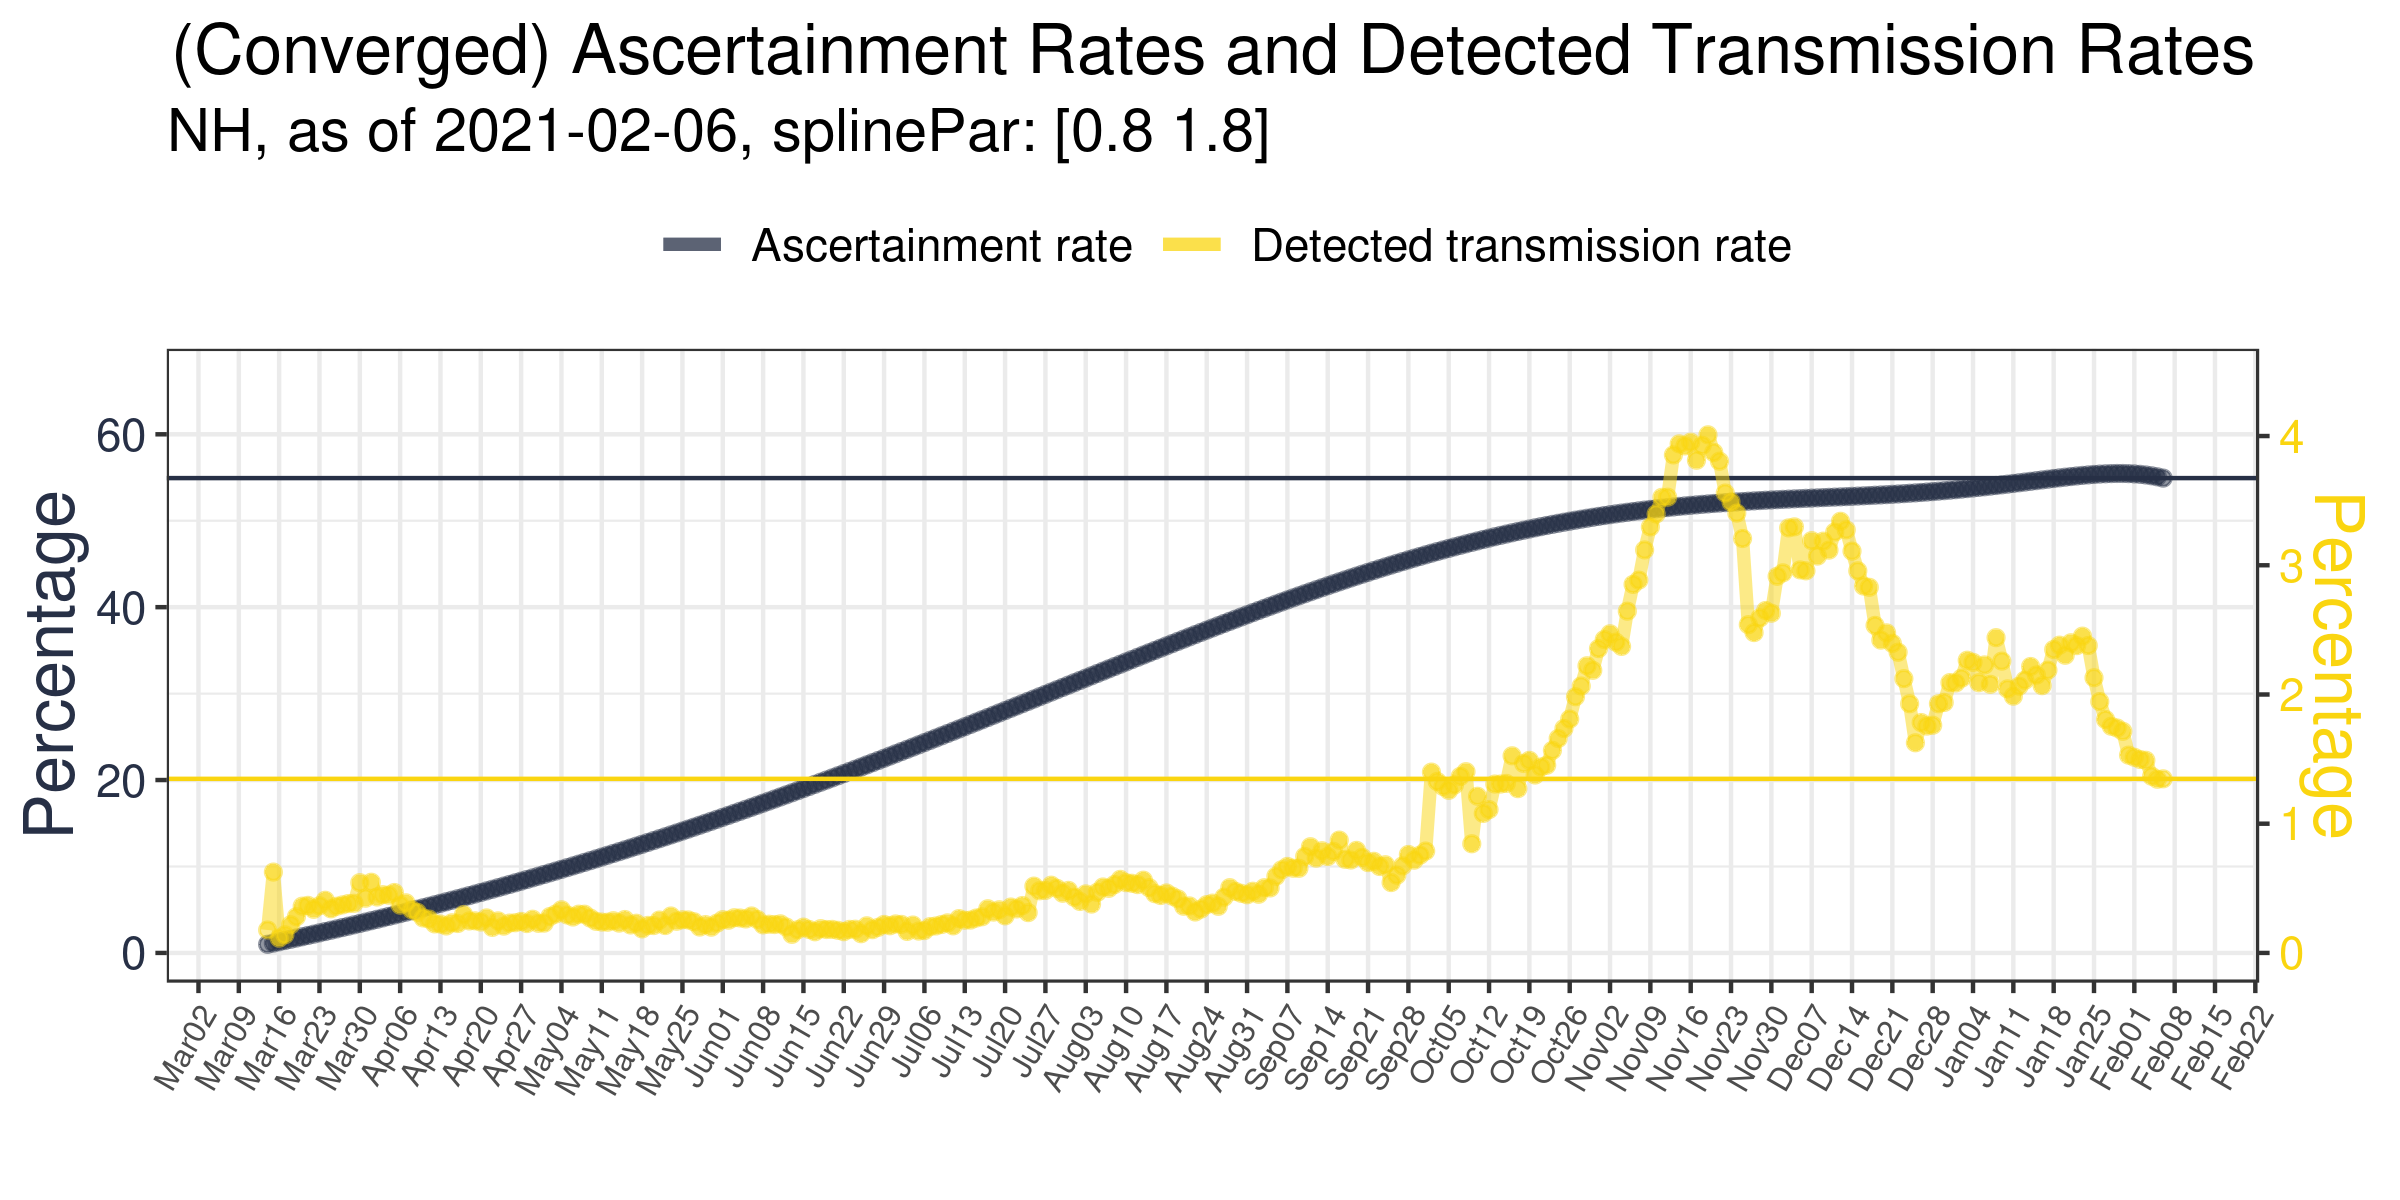 (Converged) Ascertainment Rates and Detected Transmission Rates
NH, as of 2021-02-06, splinePar: [0.8 1.8]
Ascertainment rate Detected transmission rate
Percentage
60
40
20
0
4
3
2
1
0
Percentage
Mar02 Mar09 Mar16 Mar23 Mar30 Apr06 Apr13 Apr20 Apr27 May04 May11 May18 May25 Jun01 Jun08 Jun15 Jun22 Jun29 Jul06 Jul13 Jul20 Jul27 Aug03 Aug10 Aug17 Aug24 Aug31 Sep07 Sep14 Sep21 Sep28 Oct05 Oct12 Oct19 Oct26 Nov02 Nov09 Nov16 Nov23 Nov30 Dec07 Dec14 Dec21 Dec28 Jan04 Jan11 Jan18 Jan25 Feb01 Feb08 Feb15 Feb22